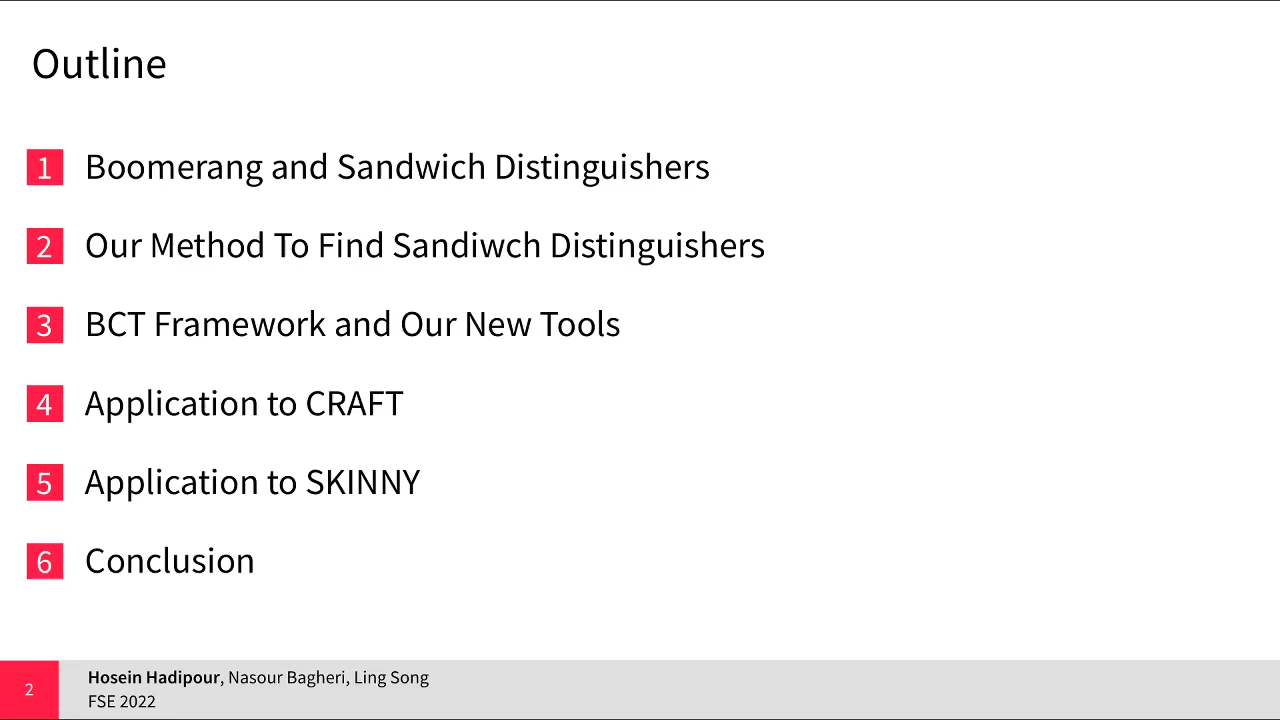 Outline
1 Boomerang and Sandwich Distinguishers
2 Our Method To Find Sandiwch Distinguishers
3 BCT Framework and Our New Tools
4 Application to CRAFT
5 Application to SKINNY
6 Conclusion
2 Hosein Hadipour, Nasour Bagheri, Ling Song
FSE 2022